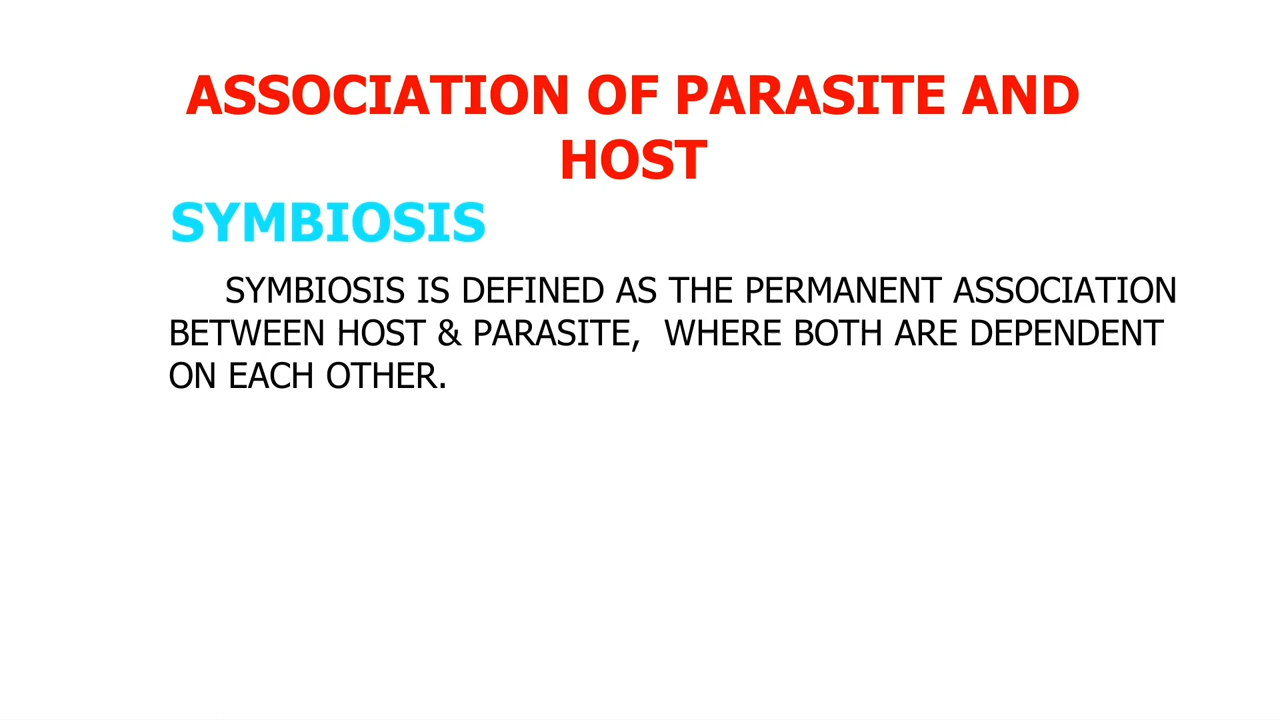 ASSOCIATION OF PARASITE AND
HOST
SYMBIOSIS
SYMBIOSIS IS DEFINED AS THE PERMANENT ASSOCIATION
BETWEEN HOST & PARASITE,  WHERE BOTH ARE DEPENDENT
ON EACH OTHER.